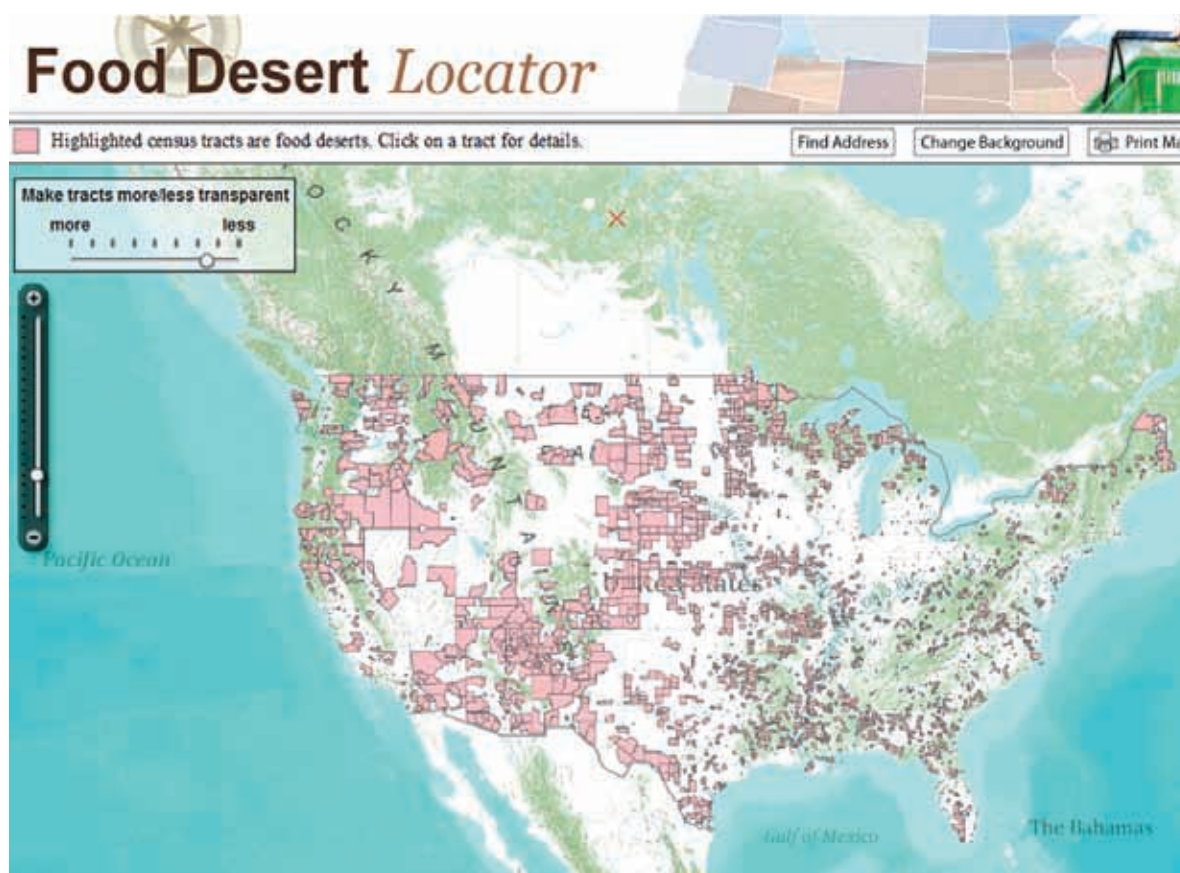 Food Desert Locator
Highlighted census tracts are food deserts. Click on a tract for details.
Find Address
Change Background
Print Ma
Make tracts more/less transparent
more less
O C K Y M
Pacific Ocean
United States
Gulf of Mexico
The Bahamas